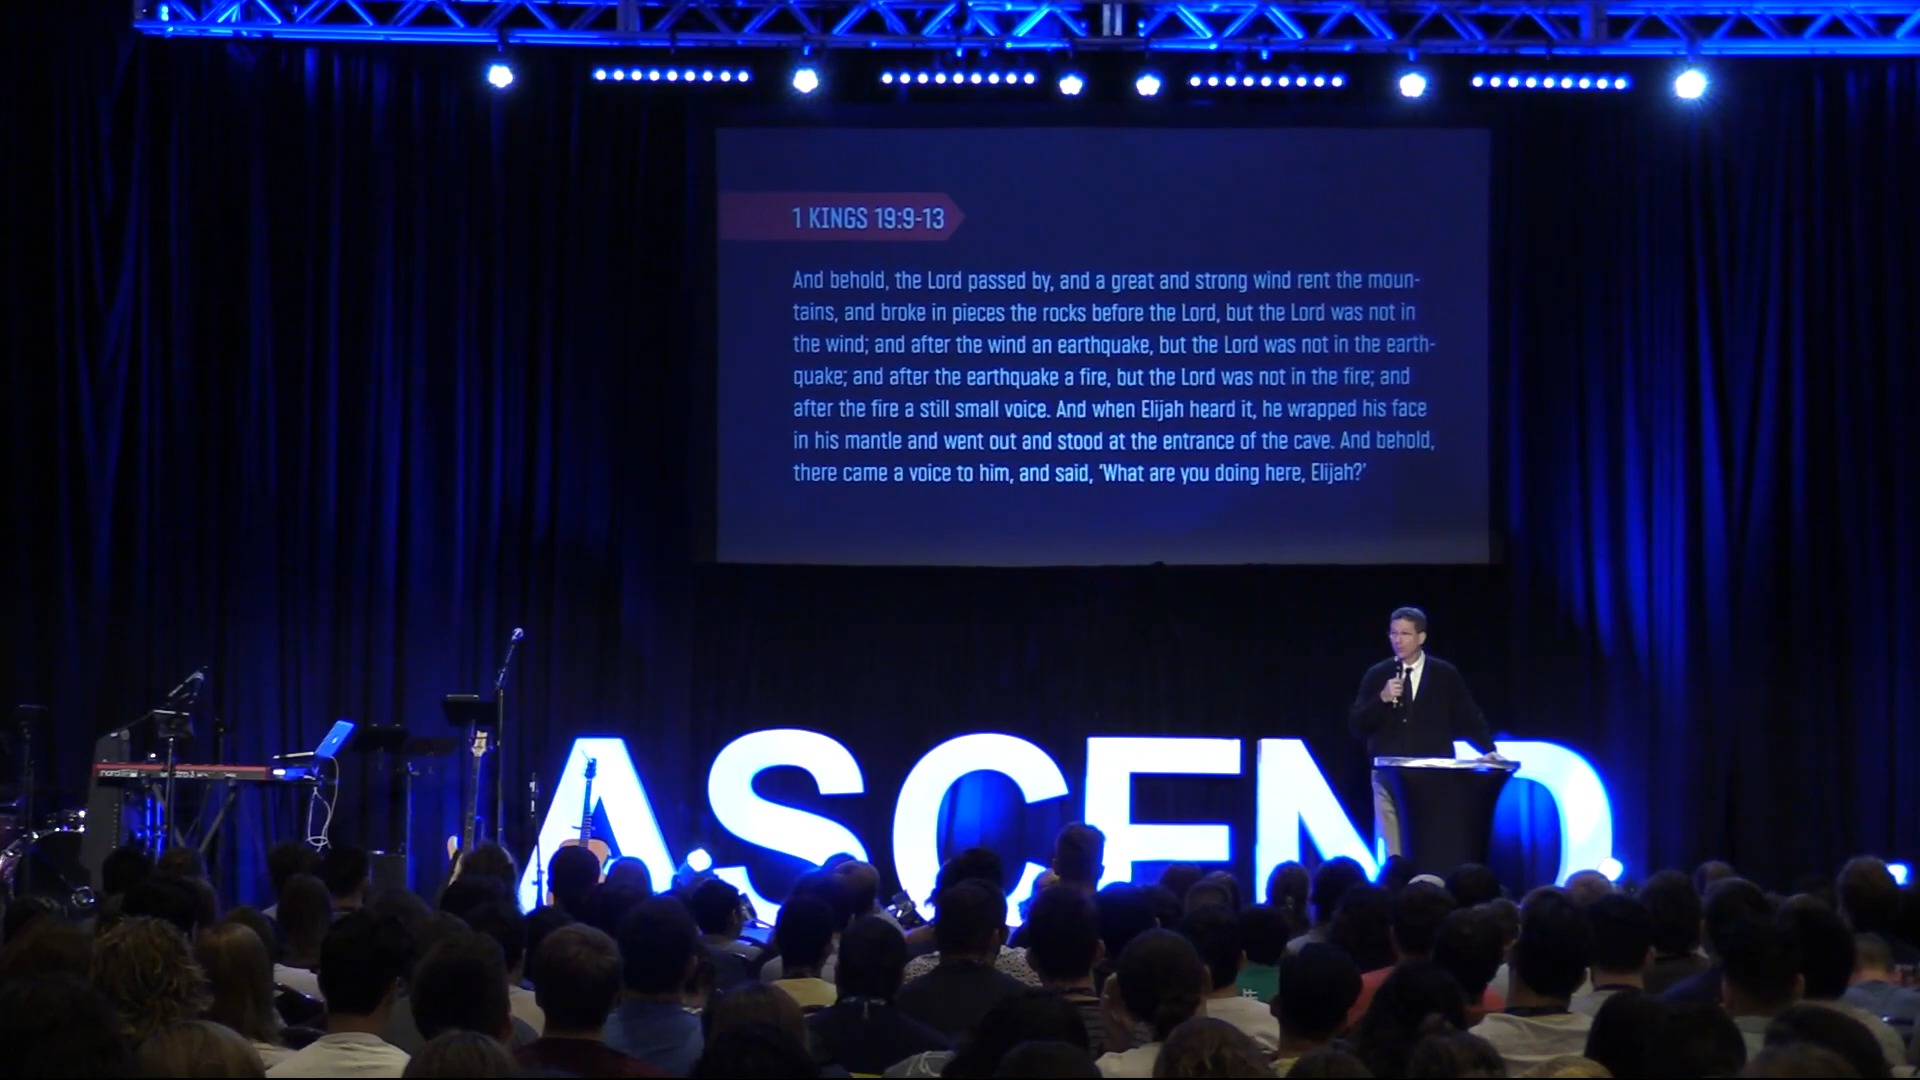 1 KINGS 19:9-13
And behold, the Lord passed by, and a great and strong wind rent the moun-
tains, and broke in pieces the rocks before the Lord, but the Lord was not in
the wind; and after the wind an earthquake, but the Lord was not in the earth-
quake; and after the earthquake a fire, but the Lord was not in the fire; and
after the fire a still small voice. And when Elijah heard it, he wrapped his face
in his mantle and went out and stood at the entrance of the cave. And behold,
there came a voice to him, and said, ‘What are you doing here, Elijah?’
ASCEND
nord